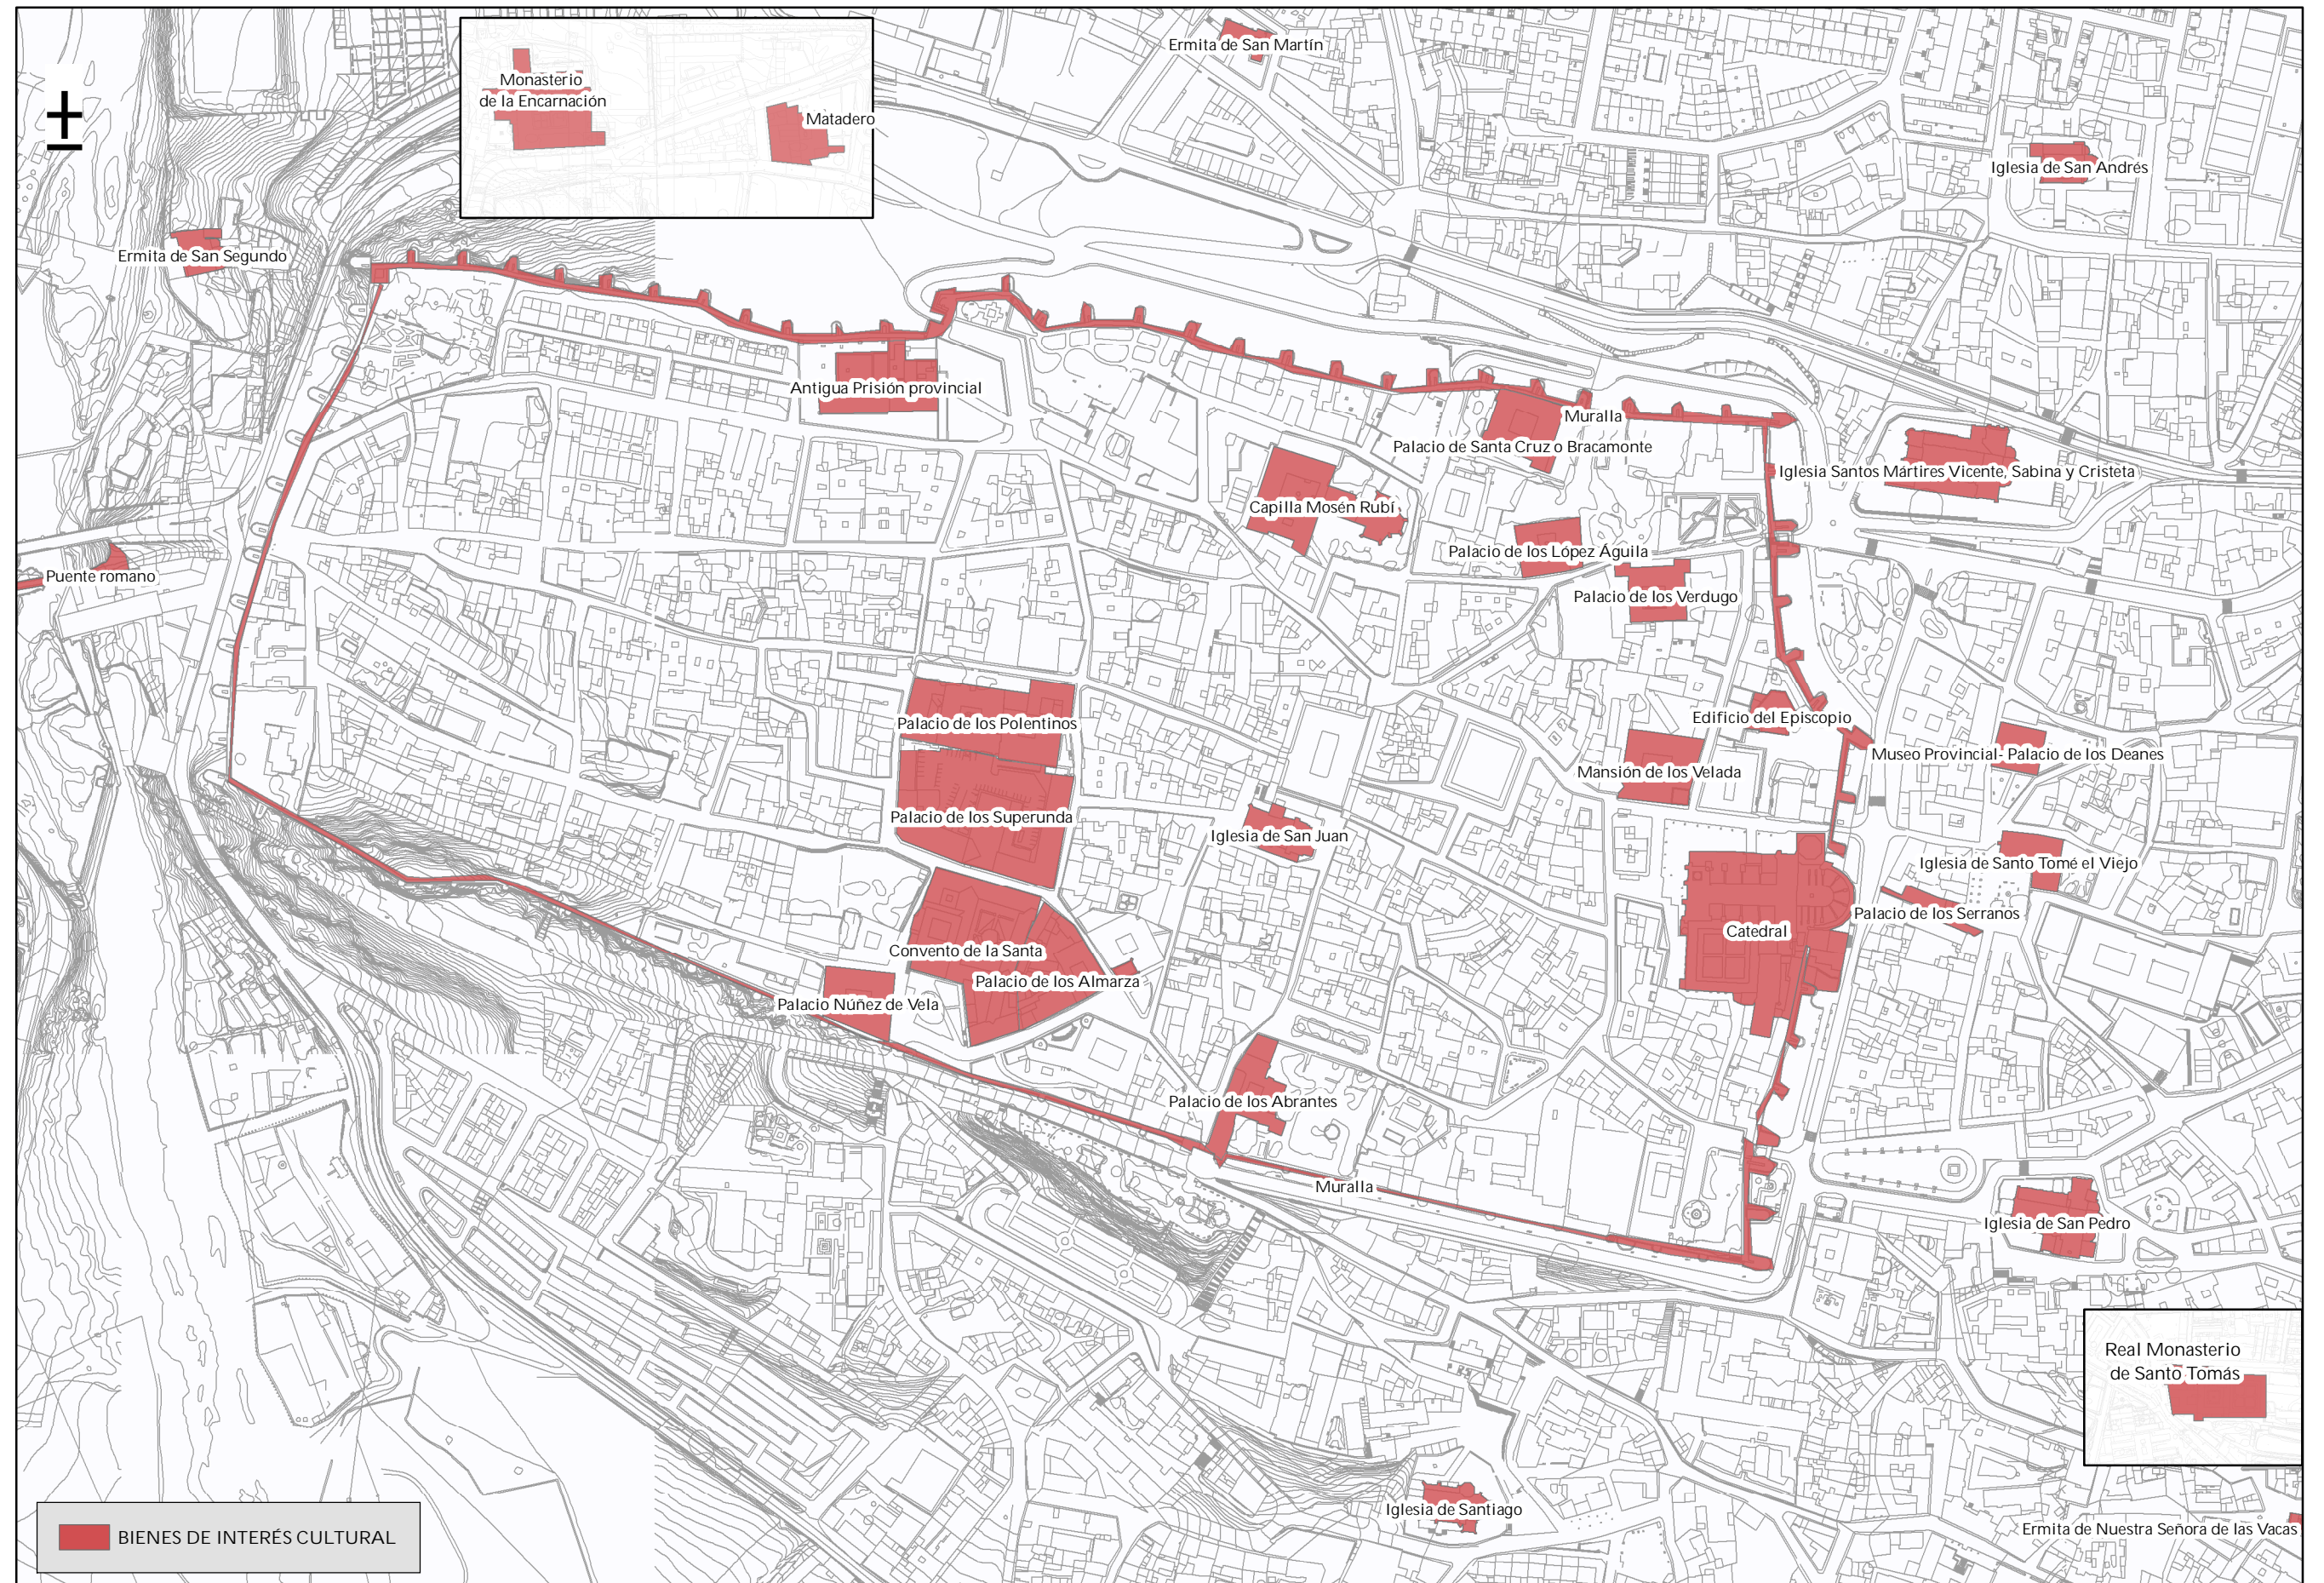 Ermita de San Martín
Monasterio
de la Encarnación
Matadero
Iglesia de San Andrés
Ermita de San Segundo
Antigua Prisión provincial
Muralla
Palacio de Santa Cruz o Bracamonte
Iglesia Santos Mártires Vicente, Sabina y Cristeta
Capilla Mosén Rubí
Palacio de los López Águila
Puente romano
Palacio de los Verdugo
Palacio de los Polentinos
Edificio del Episcopio
Museo Provincial- Palacio de los Deanes
Mansión de los Velada
Palacio de los Superunda
Iglesia de San Juan
Iglesia de Santo Tomé el Viejo
Palacio de los Serranos
Catedral
Convento de la Santa
Palacio de los Almarza
Palacio Núñez de Vela
Palacio de los Abrantes
Muralla
Iglesia de San Pedro
Real Monasterio
de Santo Tomás
Iglesia de Santiago
Ermita de Nuestra Señora de las Vacas
BIENES DE INTERÉS CULTURAL